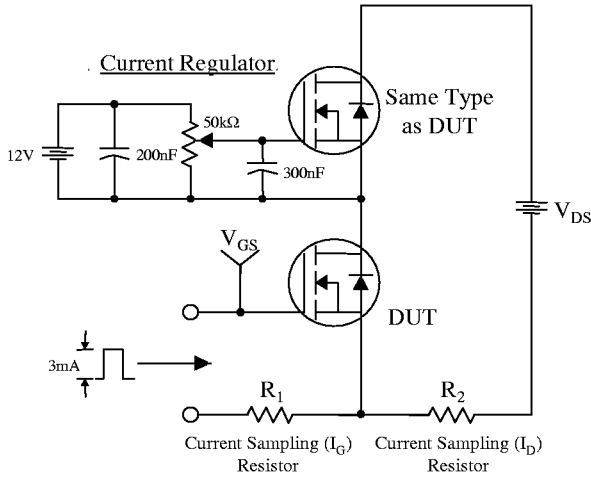 Current Regulator
Same Type
as DUT
50kΩ
12V
200nF
300nF
V_DS
V_GS
DUT
3mA
R_1
R_2
Current Sampling (I_G)
Resistor
Current Sampling (I_D)
Resistor